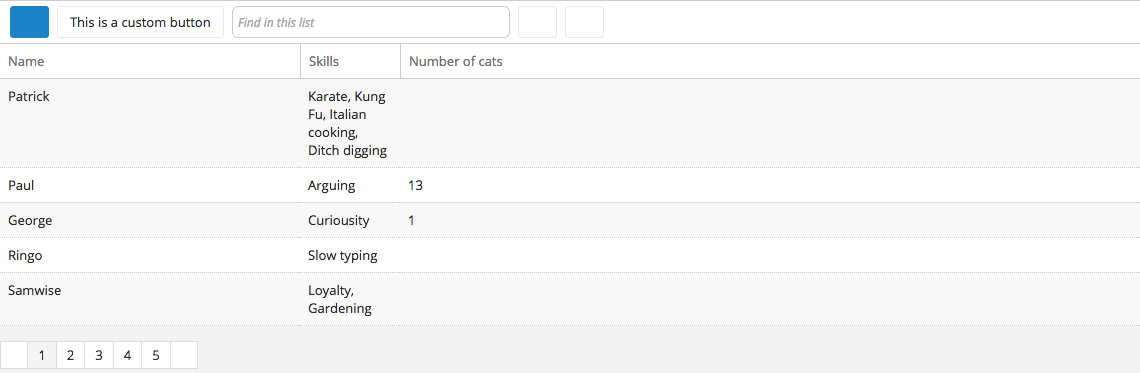 This is a custom button Find in this list
Name Skills Number of cats
Patrick Karate, Kung
Fu, Italian
cooking,
Ditch digging
Paul Arguing 13
George Curiousity 1
Ringo Slow typing
Samwise Loyalty,
Gardening
1 2 3 4 5